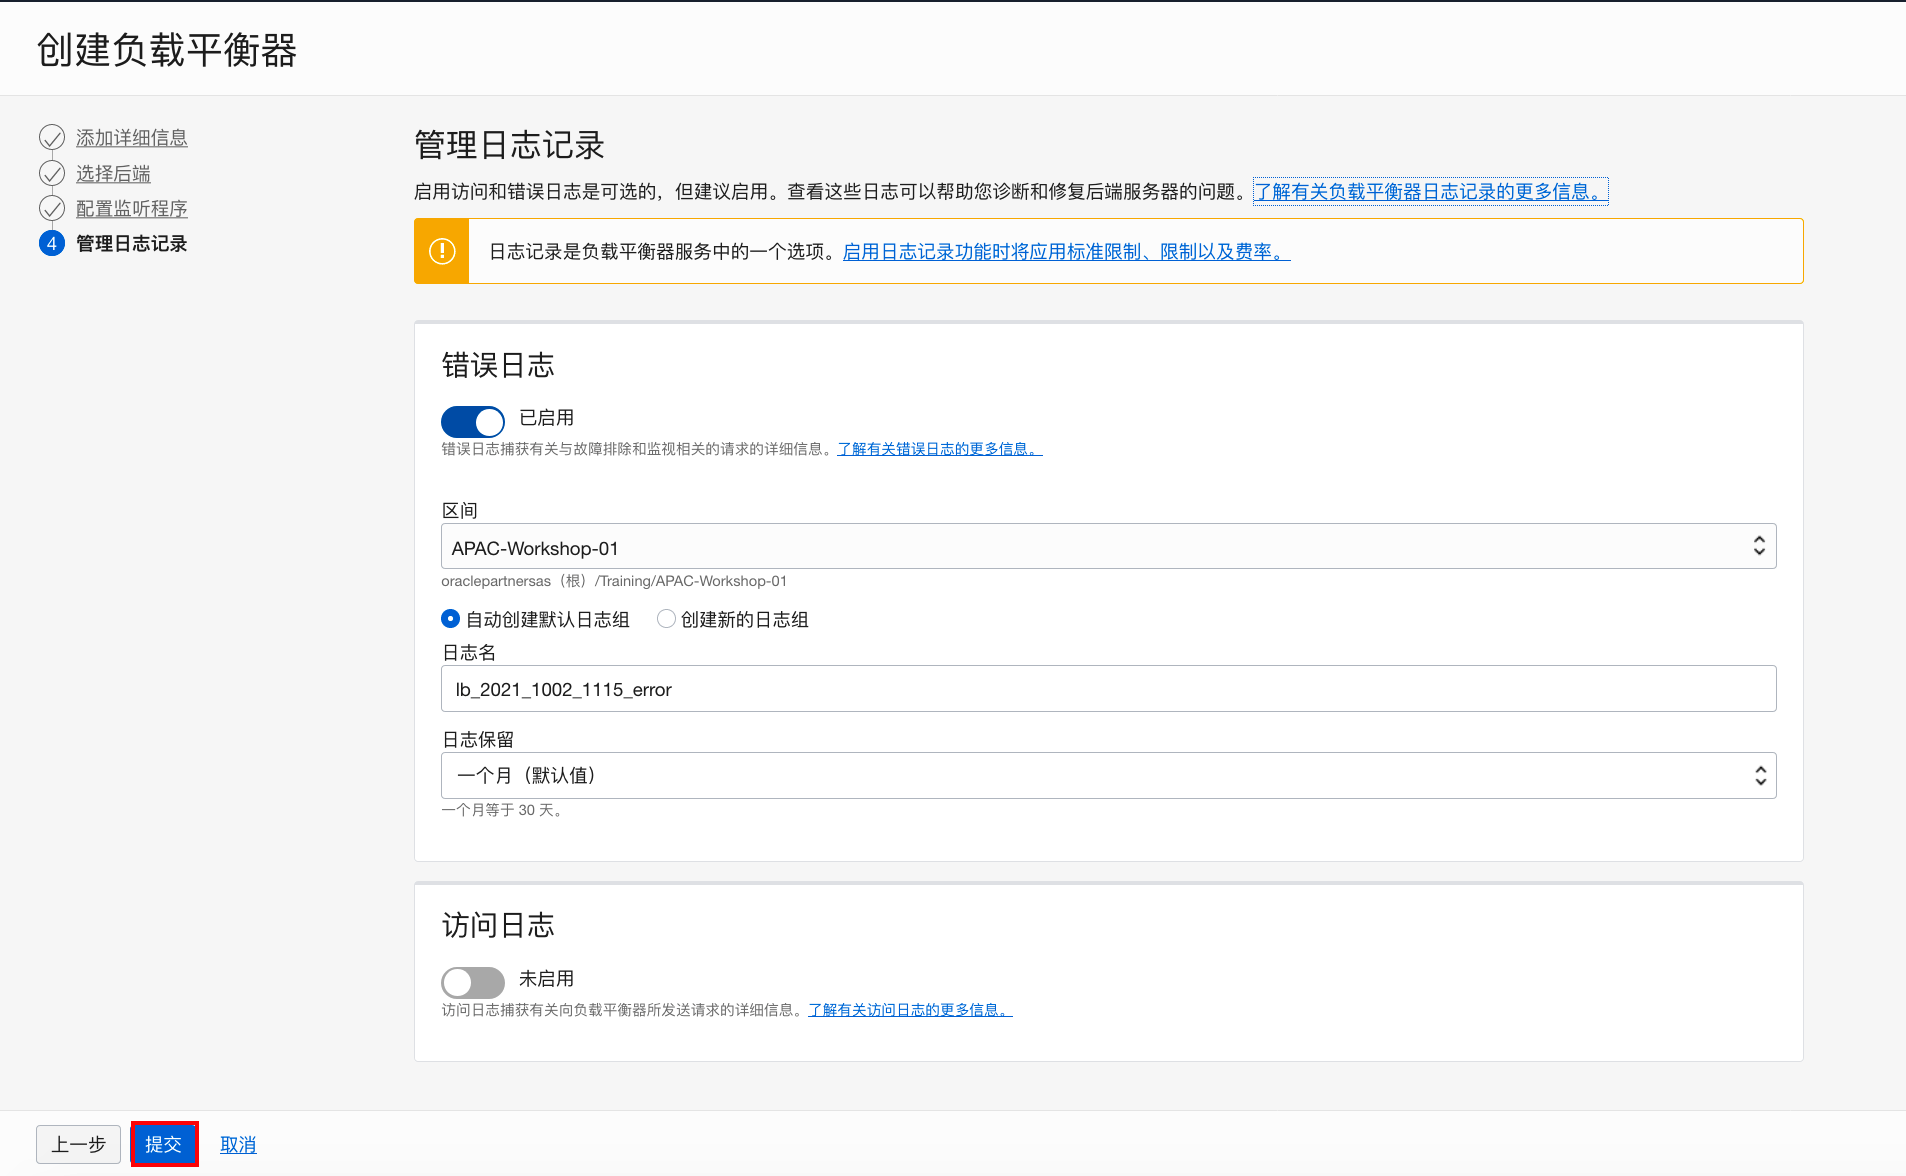 创建负载平衡器
添加详细信息
选择后端
配置监听程序
4 管理日志记录
管理日志记录
启用访问和错误日志是可选的，但建议启用。查看这些日志可以帮助您诊断和修复后端服务器的问题。了解有关负载平衡器日志记录的更多信息。
日志记录是负载平衡器服务中的一个选项。启用日志记录功能时将应用标准限制、限制以及费率。
错误日志
已启用
错误日志捕获有关与故障排除和监视相关的请求的详细信息。了解有关错误日志的更多信息。
区间
APAC-Workshop-01
oraclepartnersas（根）/Training/APAC-Workshop-01
自动创建默认日志组 创建新的日志组
日志名
lb_2021_1002_1115_error
日志保留
一个月（默认值）
一个月等于 30 天。
访问日志
未启用
访问日志捕获有关向负载平衡器所发送请求的详细信息。了解有关访问日志的更多信息。
上一步 提交 取消